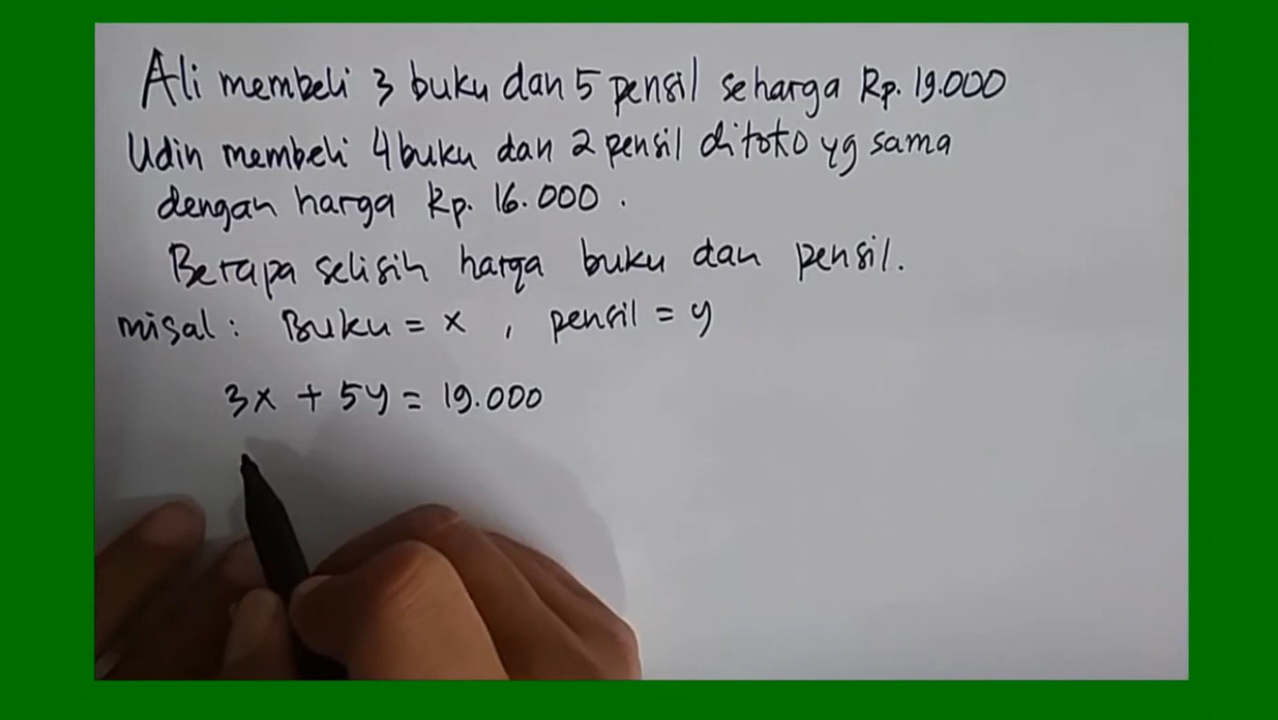 Ali membeli 3 buku dan 5 pensil seharga Rp. 19.000
Udin membeli 4 buku dan 2 pensil ditoko yg sama
dengan harga Rp. 16.000.
Berapa selisih harga buku dan pensil.
misal: Buku = x, pensil = y
3x + 5y = 19.000